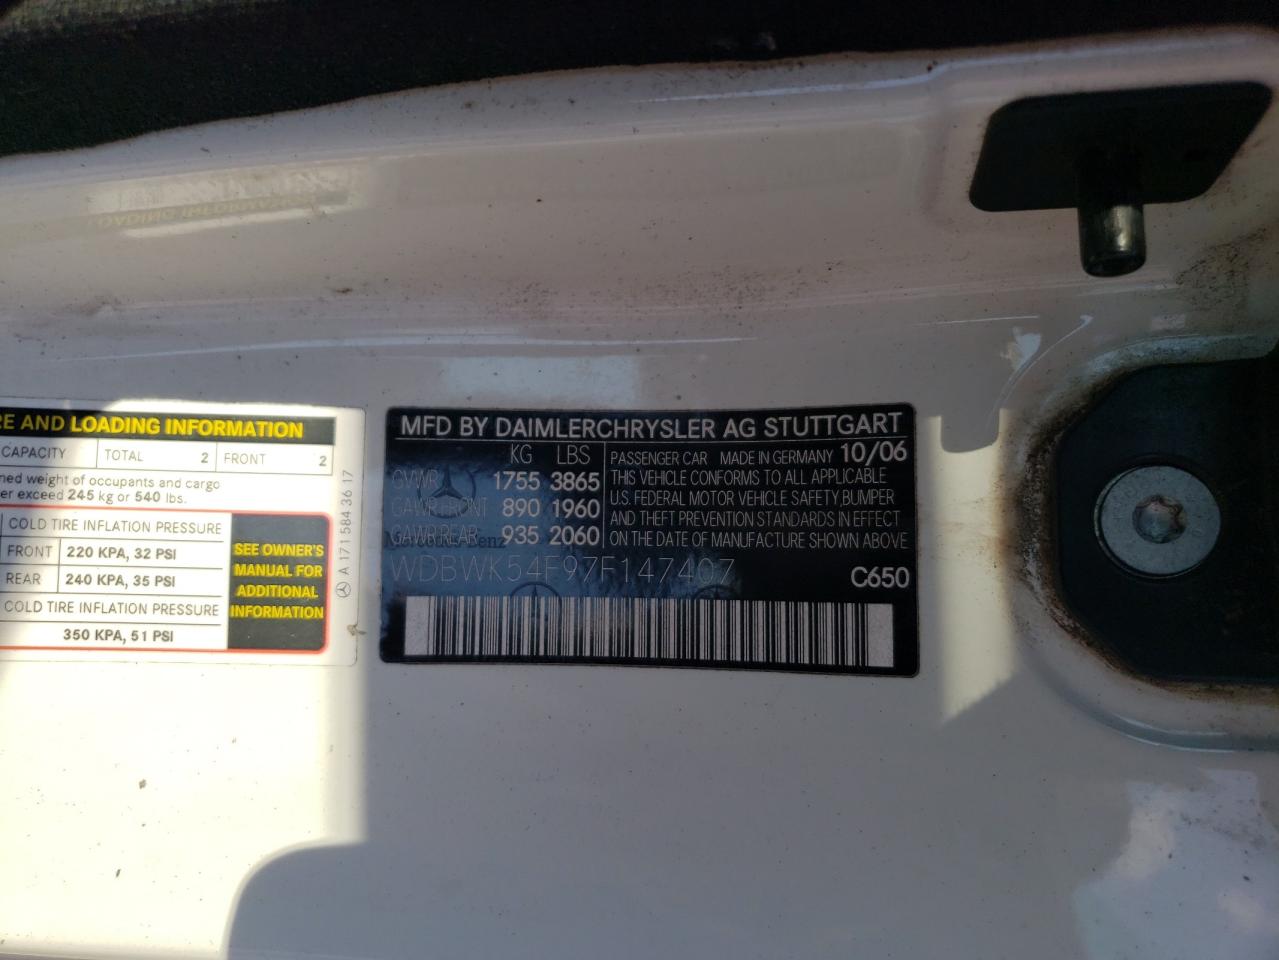 RE AND LOADING INFORMATION
CAPACITY TOTAL 2 FRONT 2
ned weight of occupants and cargo
er exceed 245 kg or 540 lbs.
COLD TIRE INFLATION PRESSURE
FRONT 220 KPA, 32 PSI
REAR 240 KPA, 35 PSI
COLD TIRE INFLATION PRESSURE
350 KPA, 51 PSI
SEE OWNER'S
MANUAL FOR
ADDITIONAL
INFORMATION
A 171 584 36 17
MFD BY DAIMLERCHRYSLER AG STUTTGART
KG LBS
GVWR 1755 3865
GAWR FRONT 890 1960
GAWR REAR 935 2060
PASSENGER CAR MADE IN GERMANY 10/06
THIS VEHICLE CONFORMS TO ALL APPLICABLE
U.S. FEDERAL MOTOR VEHICLE SAFETY, BUMPER
AND THEFT PREVENTION STANDARDS IN EFFECT
ON THE DATE OF MANUFACTURE SHOWN ABOVE
Mercedes-Benz
WDBWK54F97F147407
C650